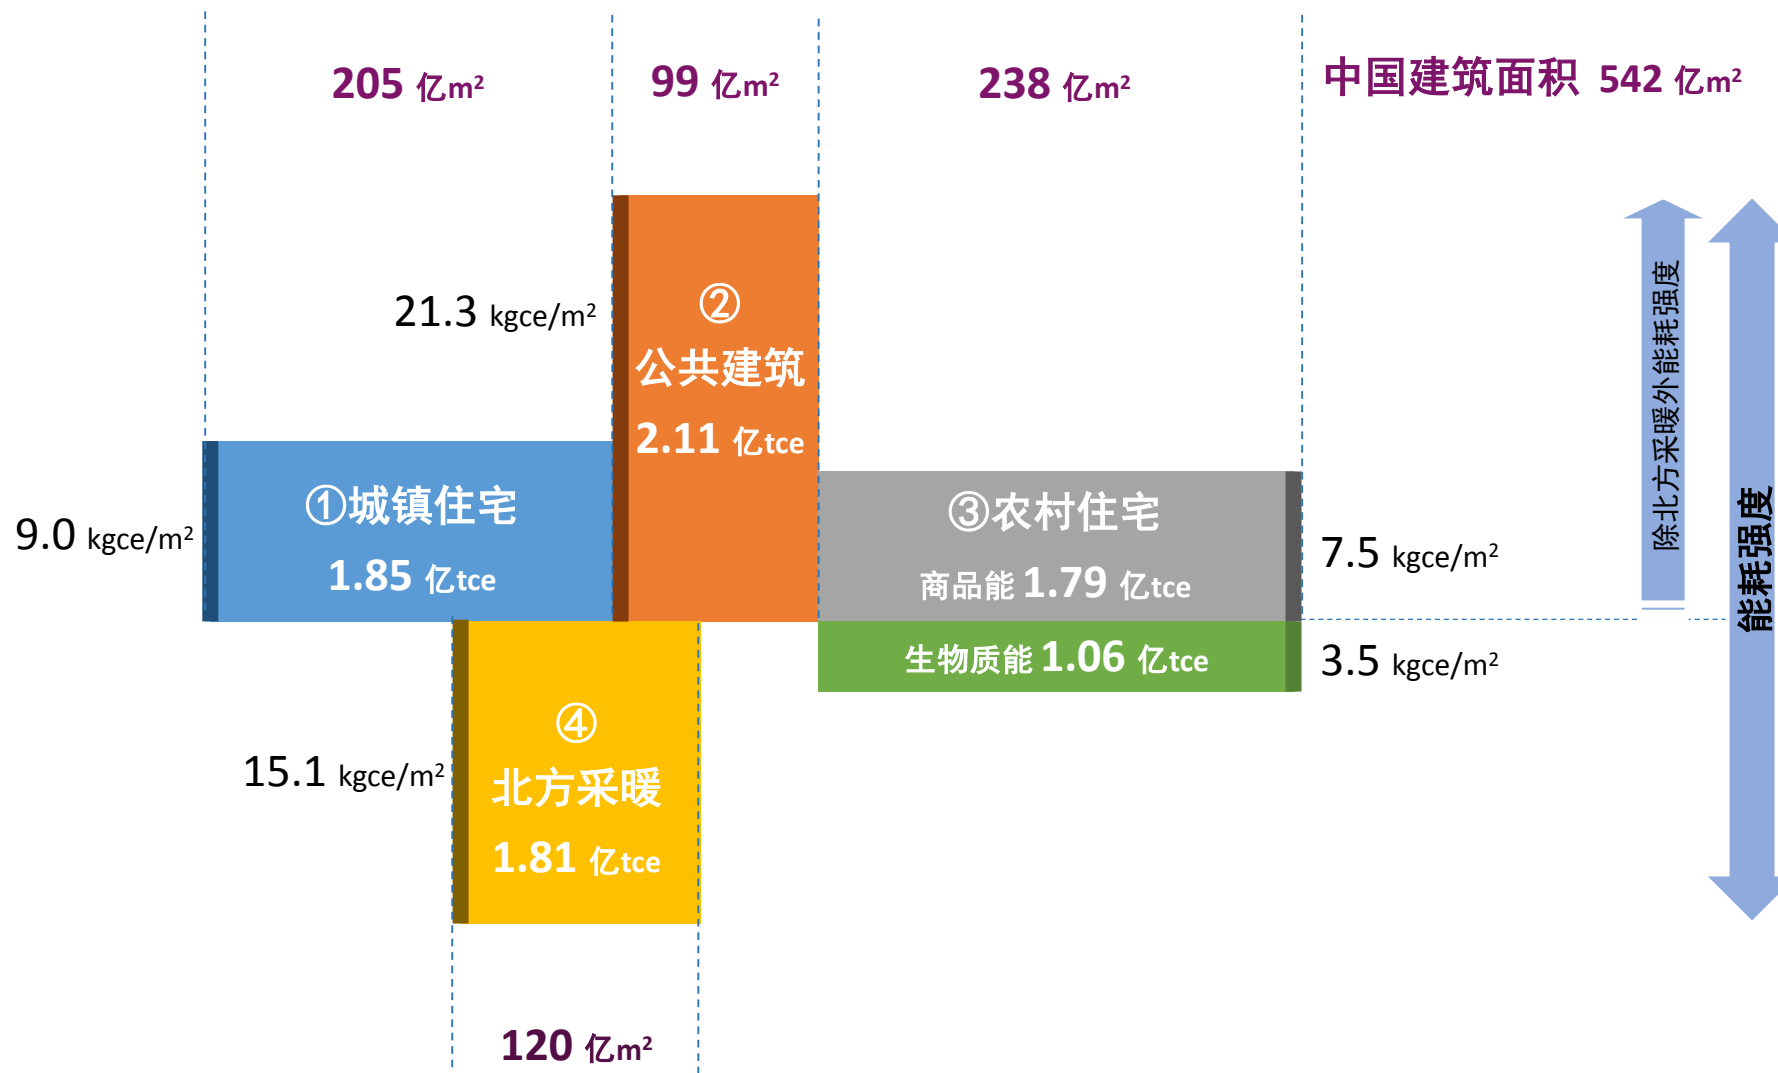 205 亿m²
99 亿m²
238 亿m²
中国建筑面积 542 亿m²
21.3 kgce/m²
②
公共建筑
2.11 亿tce
除北方采暖外能耗强度
能耗强度
9.0 kgce/m²
①城镇住宅
1.85 亿tce
③农村住宅
商品能 1.79 亿tce
7.5 kgce/m²
生物质能 1.06 亿tce
3.5 kgce/m²
15.1 kgce/m²
④
北方采暖
1.81 亿tce
120 亿m²